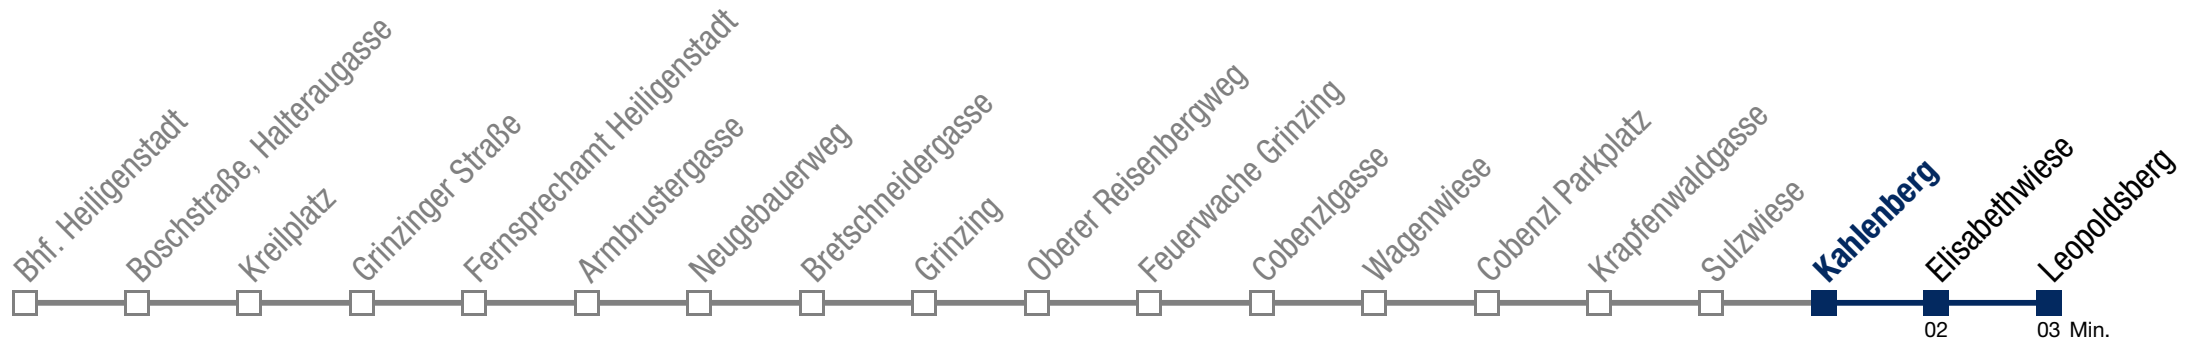 Bhf. Heiligenstadt
Boschstraße, Halteraugasse
Kreilplatz
Grinzinger Straße
Fernsprechamt Heiligenstadt
Armbrustergasse
Neugebauerweg
Bretschneidergasse
Grinzing
Oberer Reisenbergweg
Feuerwache Grinzing
Cobenzlgasse
Wagenwiese
Cobenzl Parkplatz
Krapfenwaldgasse
Sulzwiese
Kahlenberg
Elisabethwiese
Leopoldsberg
02 03 Min.